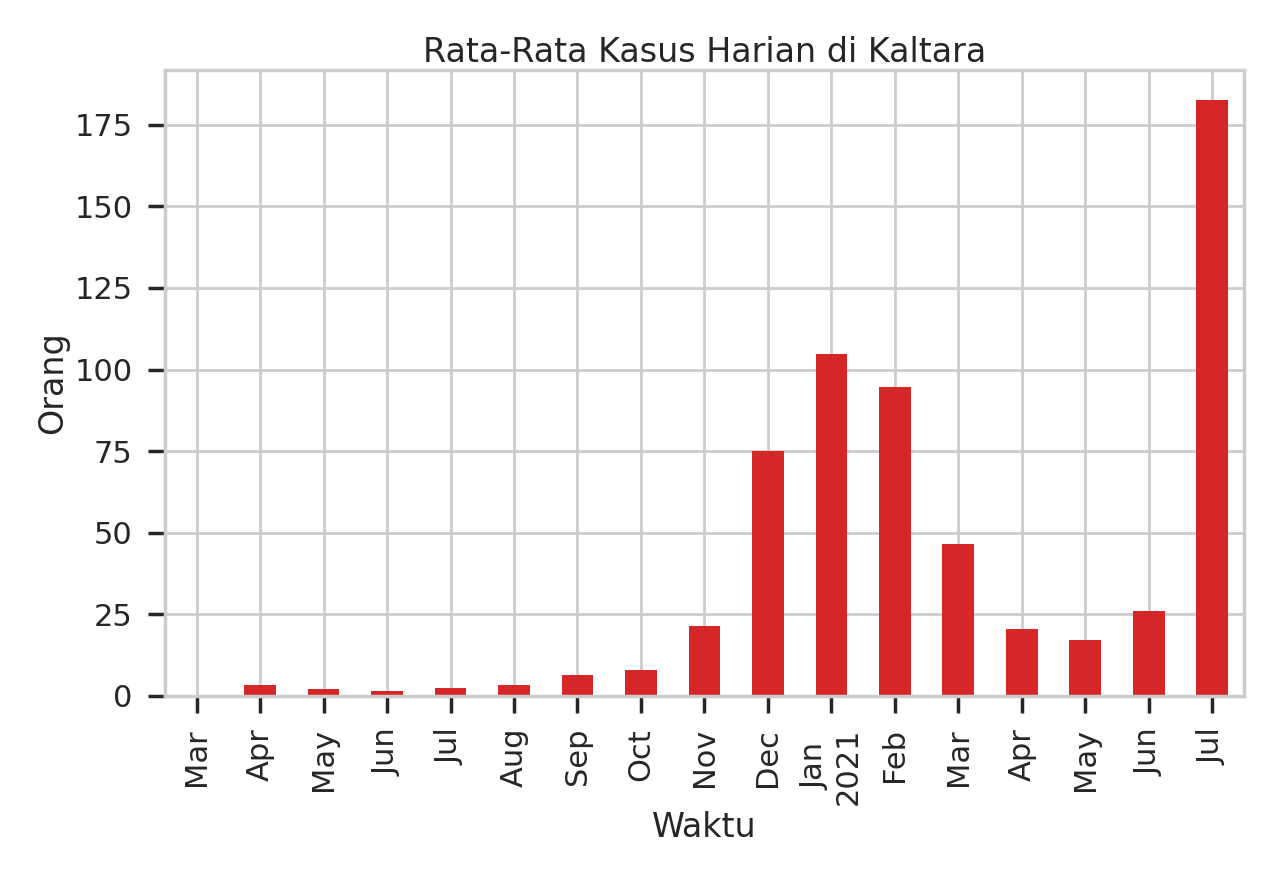 Rata-Rata Kasus Harian di Kaltara
175
150
125
100
75
50
25
0
Orang
Mar
Apr
May
Jun
Jul
Aug
Sep
Oct
Nov
Dec
Jan
2021
Feb
Mar
Apr
May
Jun
Jul
Waktu